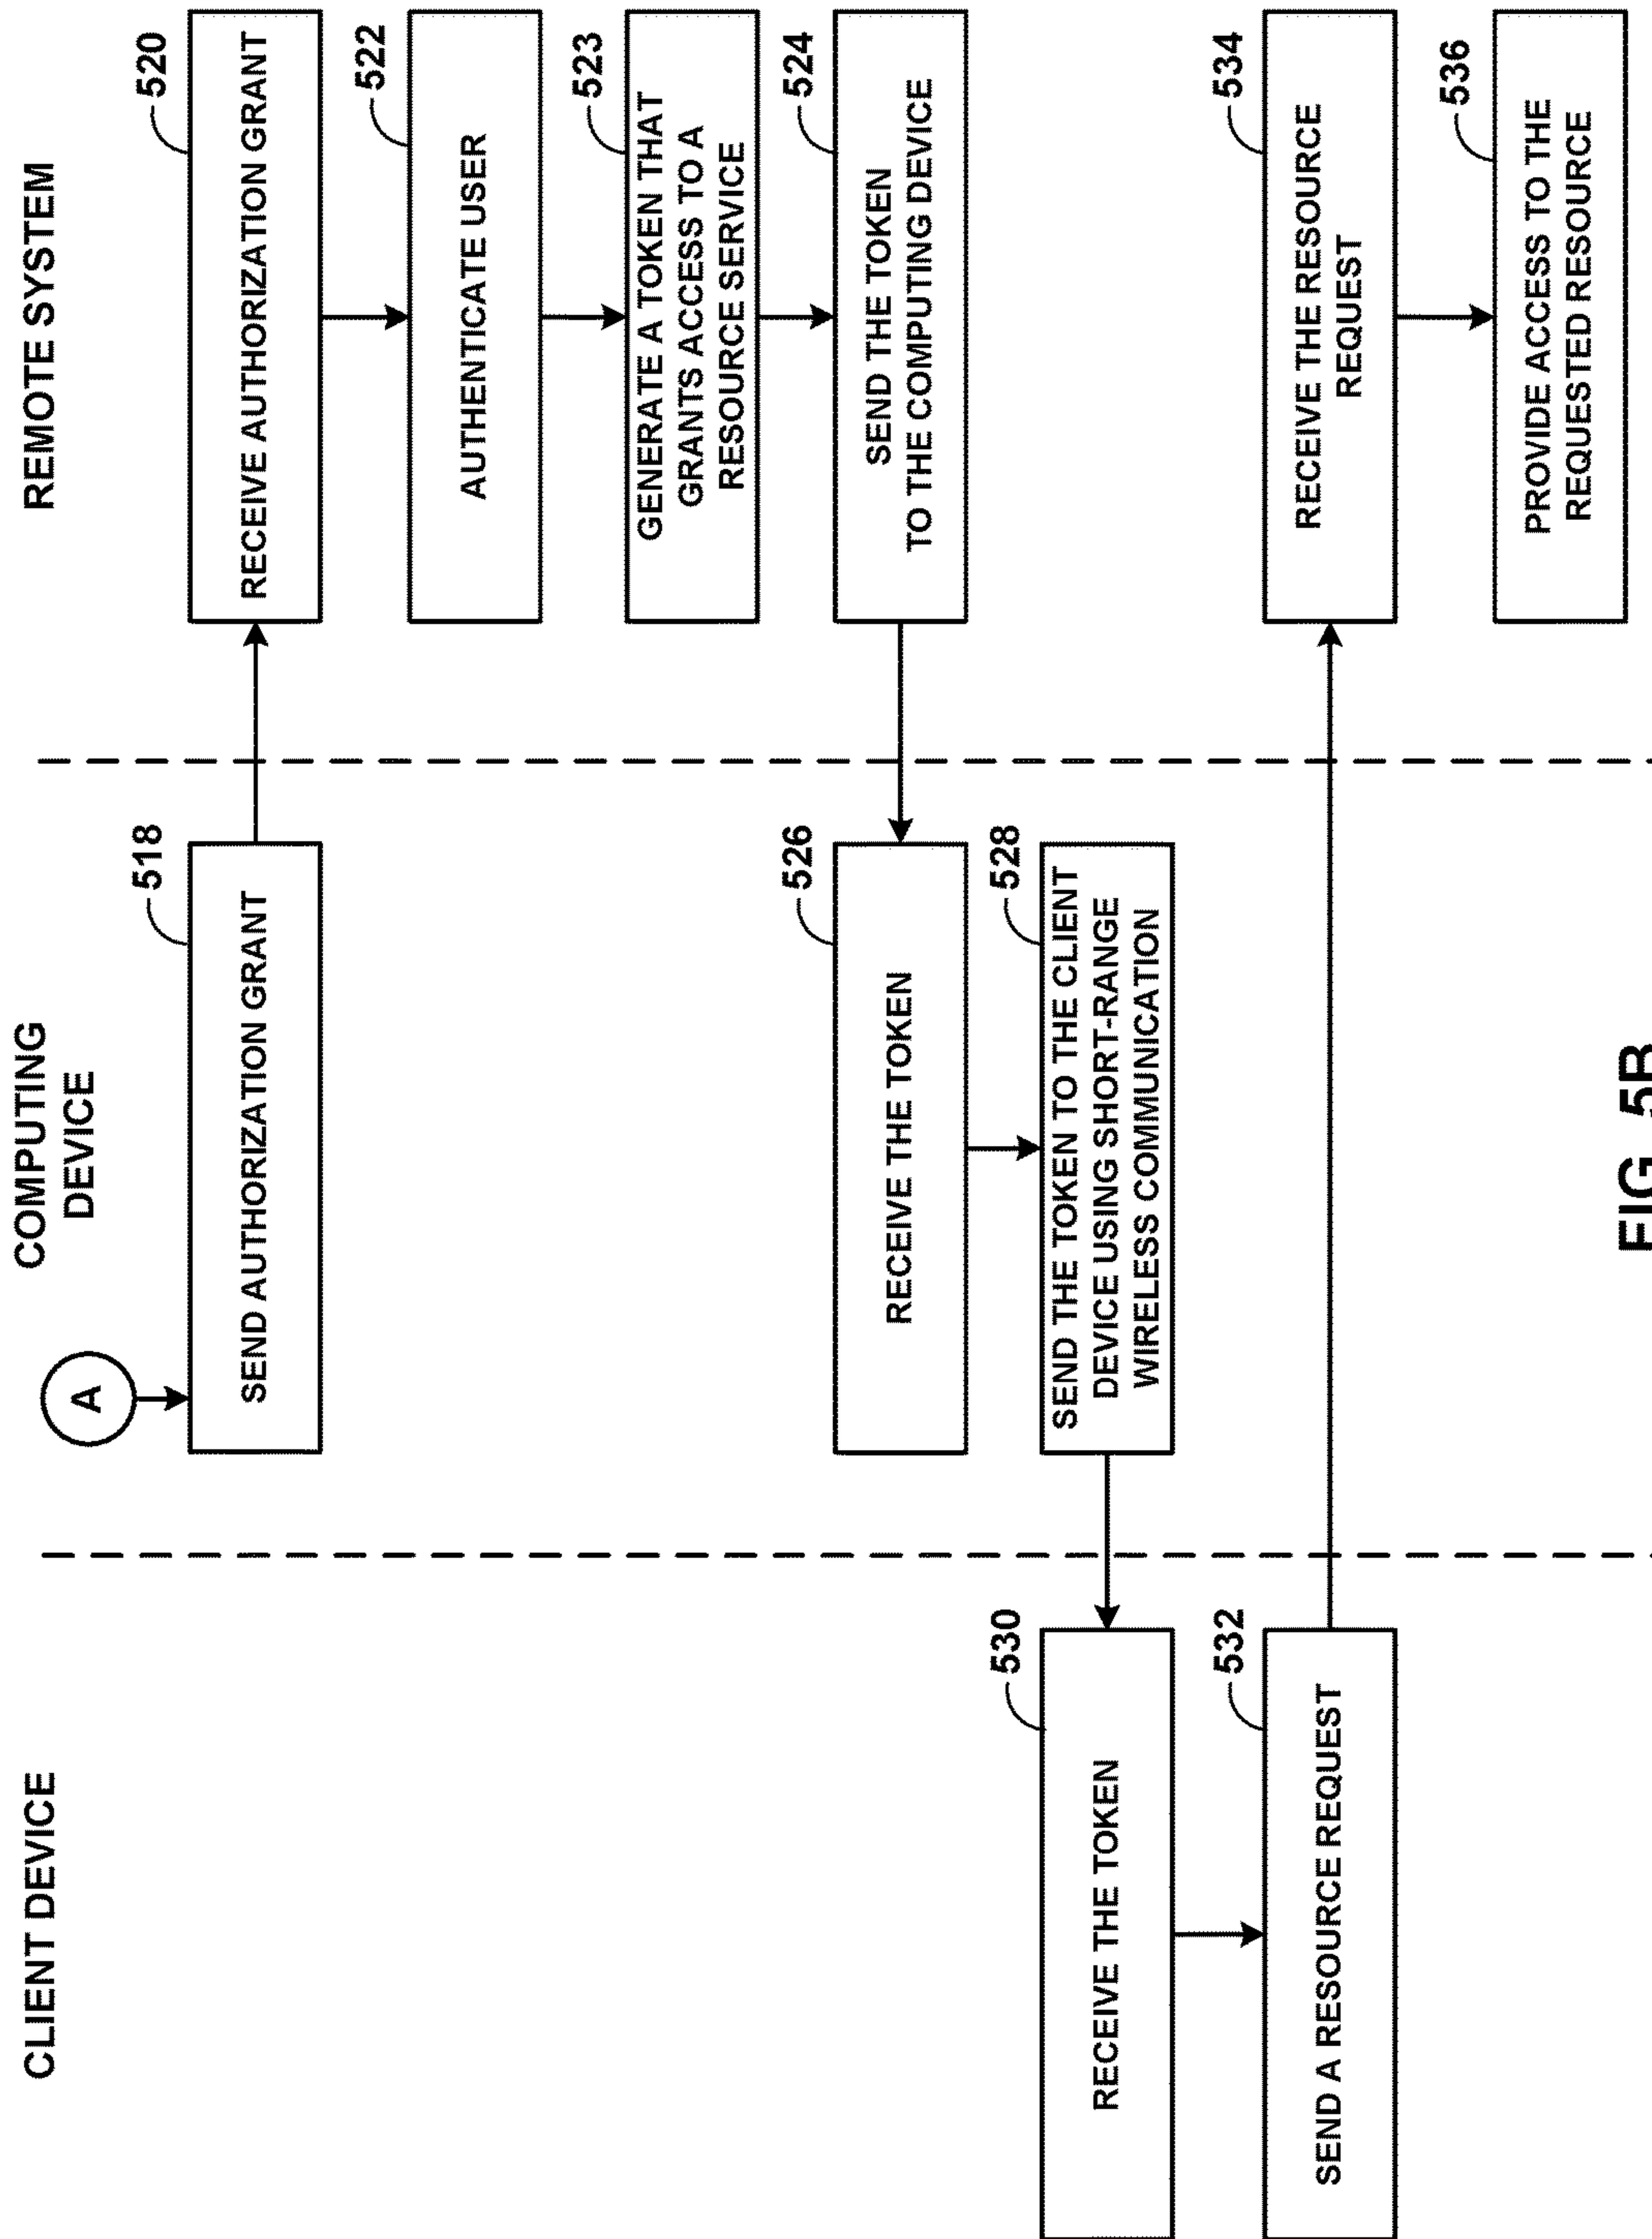 CLIENT DEVICE
COMPUTING
DEVICE
REMOTE SYSTEM
A
518
SEND AUTHORIZATION GRANT
520
RECEIVE AUTHORIZATION GRANT
522
AUTHENTICATE USER
523
GENERATE A TOKEN THAT
GRANTS ACCESS TO A
RESOURCE SERVICE
524
SEND THE TOKEN
TO THE COMPUTING DEVICE
526
RECEIVE THE TOKEN
528
SEND THE TOKEN TO THE CLIENT
DEVICE USING SHORT-RANGE
WIRELESS COMMUNICATION
530
RECEIVE THE TOKEN
532
SEND A RESOURCE REQUEST
534
RECEIVE THE RESOURCE
REQUEST
536
PROVIDE ACCESS TO THE
REQUESTED RESOURCE
FIG. 5B